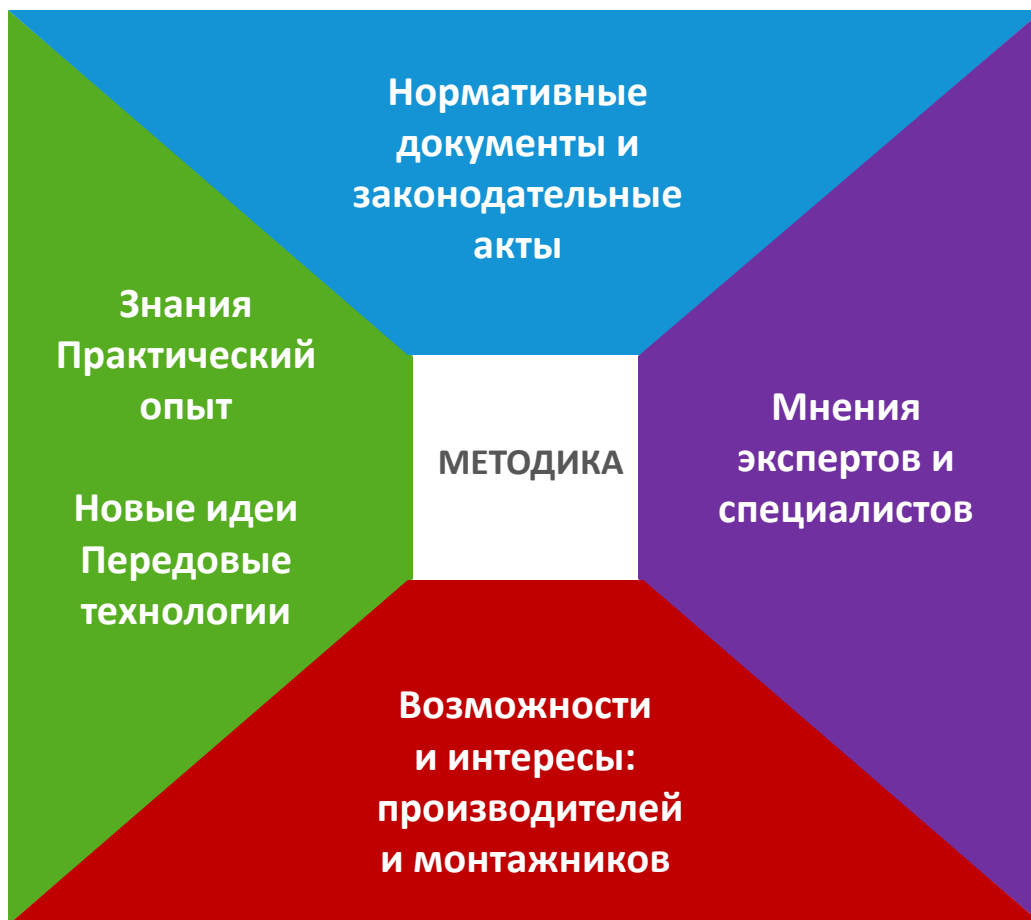 Нормативные
документы и
законодательные
акты
Знания
Практический
опыт
Новые идеи
Передовые
технологии
МЕТОДИКА
Мнения
экспертов и
специалистов
Возможности
и интересы:
производителей
и монтажников